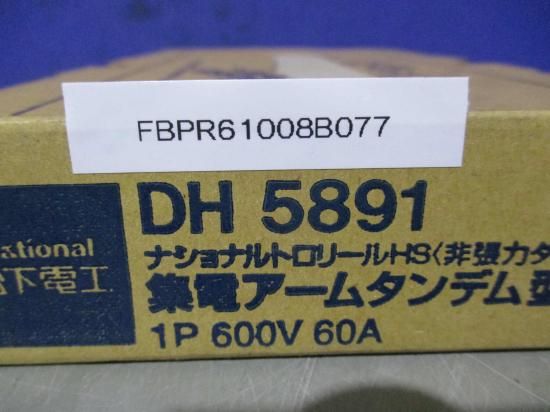 FBPR61008B077
DH 5891
ational
下電工
ナショナルトロリールHS〈非張力タ
集電アームタンデム型
1P 600V 60A